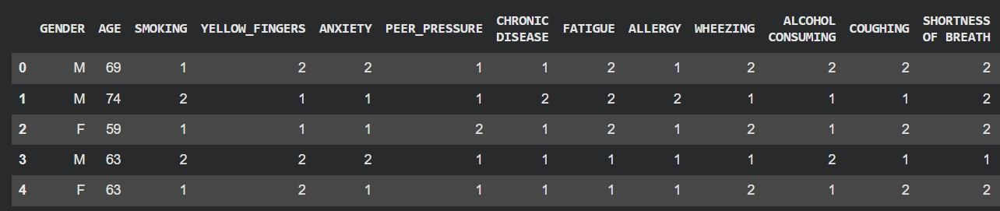 GENDER AGE SMOKING YELLOW_FINGERS ANXIETY PEER_PRESSURE CHRONIC DISEASE FATIGUE ALLERGY WHEEZING ALCOHOL CONSUMING COUGHING SHORTNESS OF BREATH
0 M 69 1 2 2 1 1 2 1 2 2 2 2
1 M 74 2 1 1 1 2 2 2 1 1 1 2
2 F 59 1 1 1 2 1 2 1 2 1 2 2
3 M 63 2 2 2 1 1 1 1 1 2 1 1
4 F 63 1 2 1 1 1 1 1 2 1 2 2